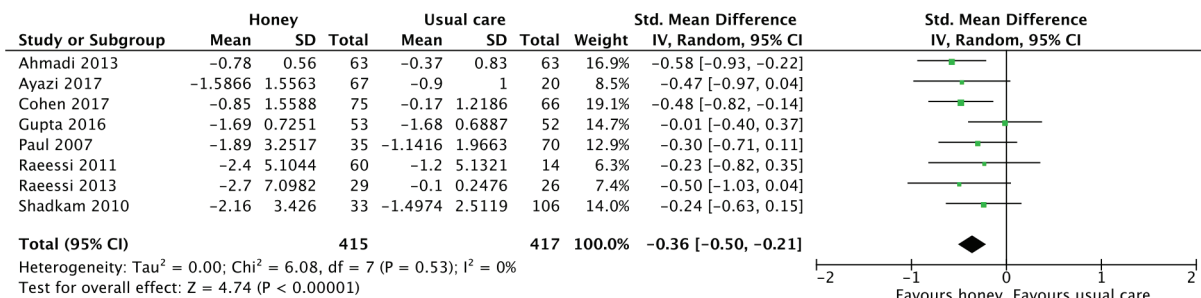 Honey Usual care Std. Mean Difference Std. Mean Difference
Study or Subgroup Mean SD Total Mean SD Total Weight IV, Random, 95% CI IV, Random, 95% CI
Ahmadi 2013 −0.78 0.56 63 −0.37 0.83 63 16.9% −0.58 [−0.93, −0.22]
Ayazi 2017 −1.5866 1.5563 67 −0.9 1 20 8.5% −0.47 [−0.97, 0.04]
Cohen 2017 −0.85 1.5588 75 −0.17 1.2186 66 19.1% −0.48 [−0.82, −0.14]
Gupta 2016 −1.69 0.7251 53 −1.68 0.6887 52 14.7% −0.01 [−0.40, 0.37]
Paul 2007 −1.89 3.2517 35 −1.1416 1.9663 70 12.9% −0.30 [−0.71, 0.11]
Raeessi 2011 −2.4 5.1044 60 −1.2 5.1321 14 6.3% −0.23 [−0.82, 0.35]
Raeessi 2013 −2.7 7.0982 29 −0.1 0.2476 26 7.4% −0.50 [−1.03, 0.04]
Shadkam 2010 −2.16 3.426 33 −1.4974 2.5119 106 14.0% −0.24 [−0.63, 0.15]
Total (95% CI) 415 417 100.0% −0.36 [−0.50, −0.21]
Heterogeneity: Tau² = 0.00; Chi² = 6.08, df = 7 (P = 0.53); I² = 0%
Test for overall effect: Z = 4.74 (P < 0.00001)
−2 −1 0 1 2
Favours honey Favours usual care